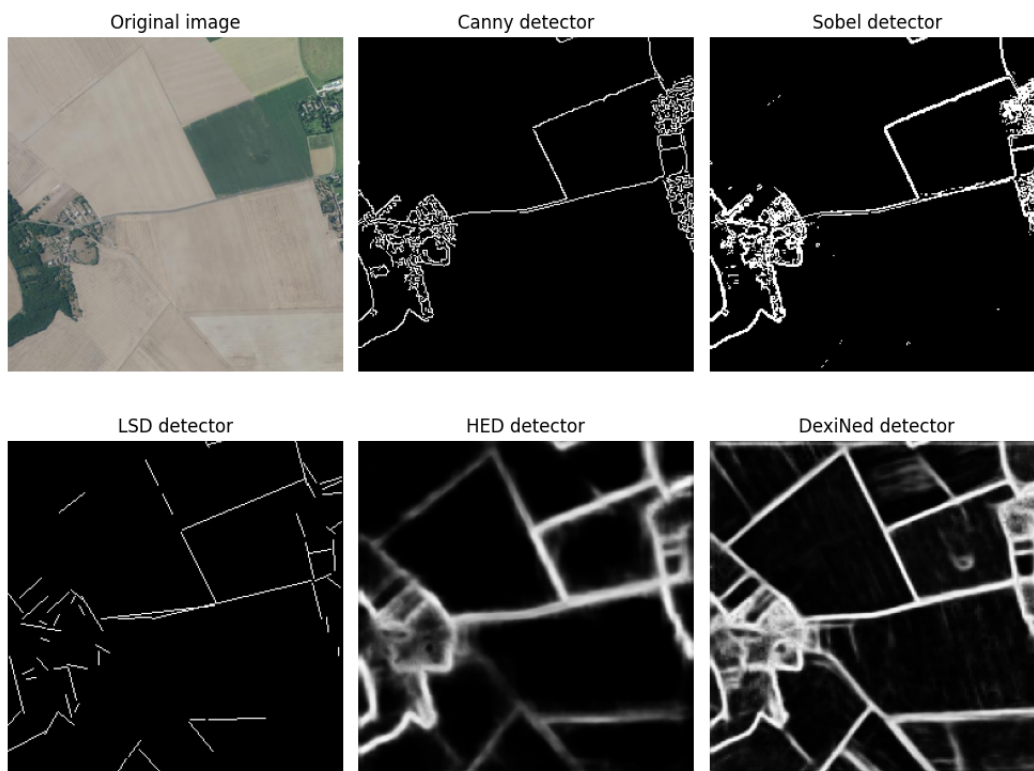 Original image
Canny detector
Sobel detector
LSD detector
HED detector
DexiNed detector